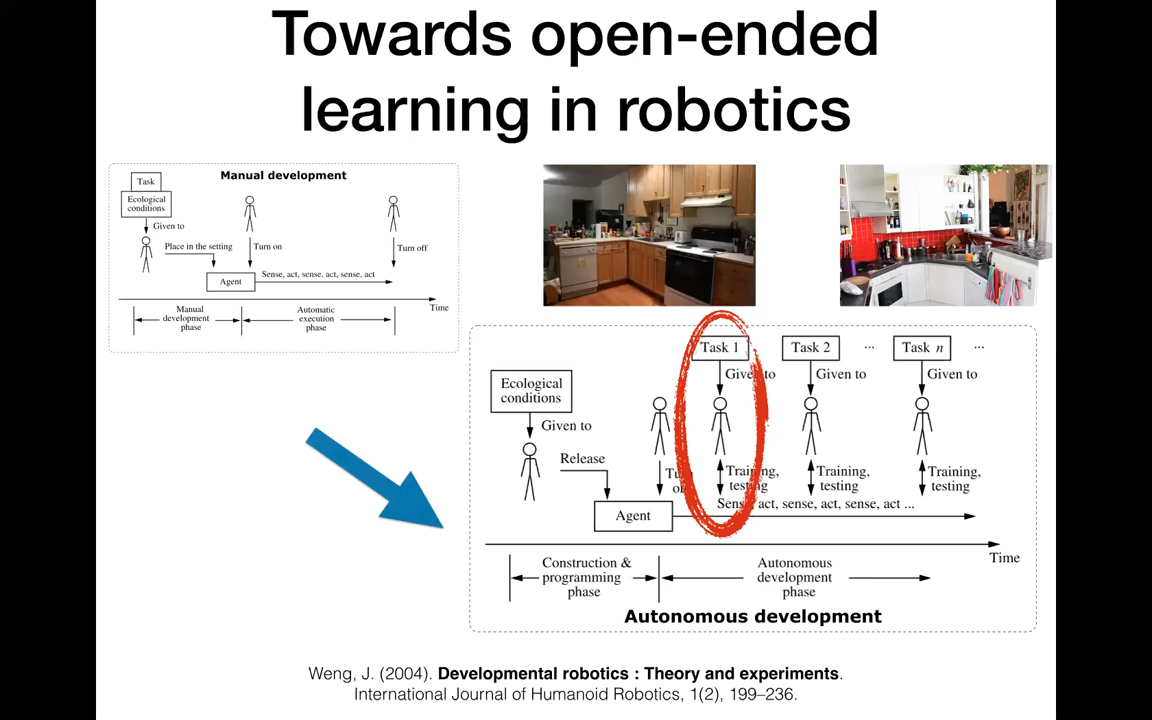 Towards open-ended
learning in robotics
Manual development
Task
Ecological
conditions
Given to
Place in the setting
Turn on
Turn off
Agent
Sense, act, sense, act, sense, act
Time
Manual
development
phase
Automatic
execution
phase
Task 1
Task 2
...
Task n
...
Ecological
conditions
Given to
Given to
Given to
Given to
Release
Turn
on
Training,
testing
Training,
testing
Training,
testing
Agent
Sense, act, sense, act, sense, act ...
Time
Construction &
programming
phase
Autonomous
development
phase
Autonomous development
Weng, J. (2004). Developmental robotics : Theory and experiments.
International Journal of Humanoid Robotics, 1(2), 199–236.